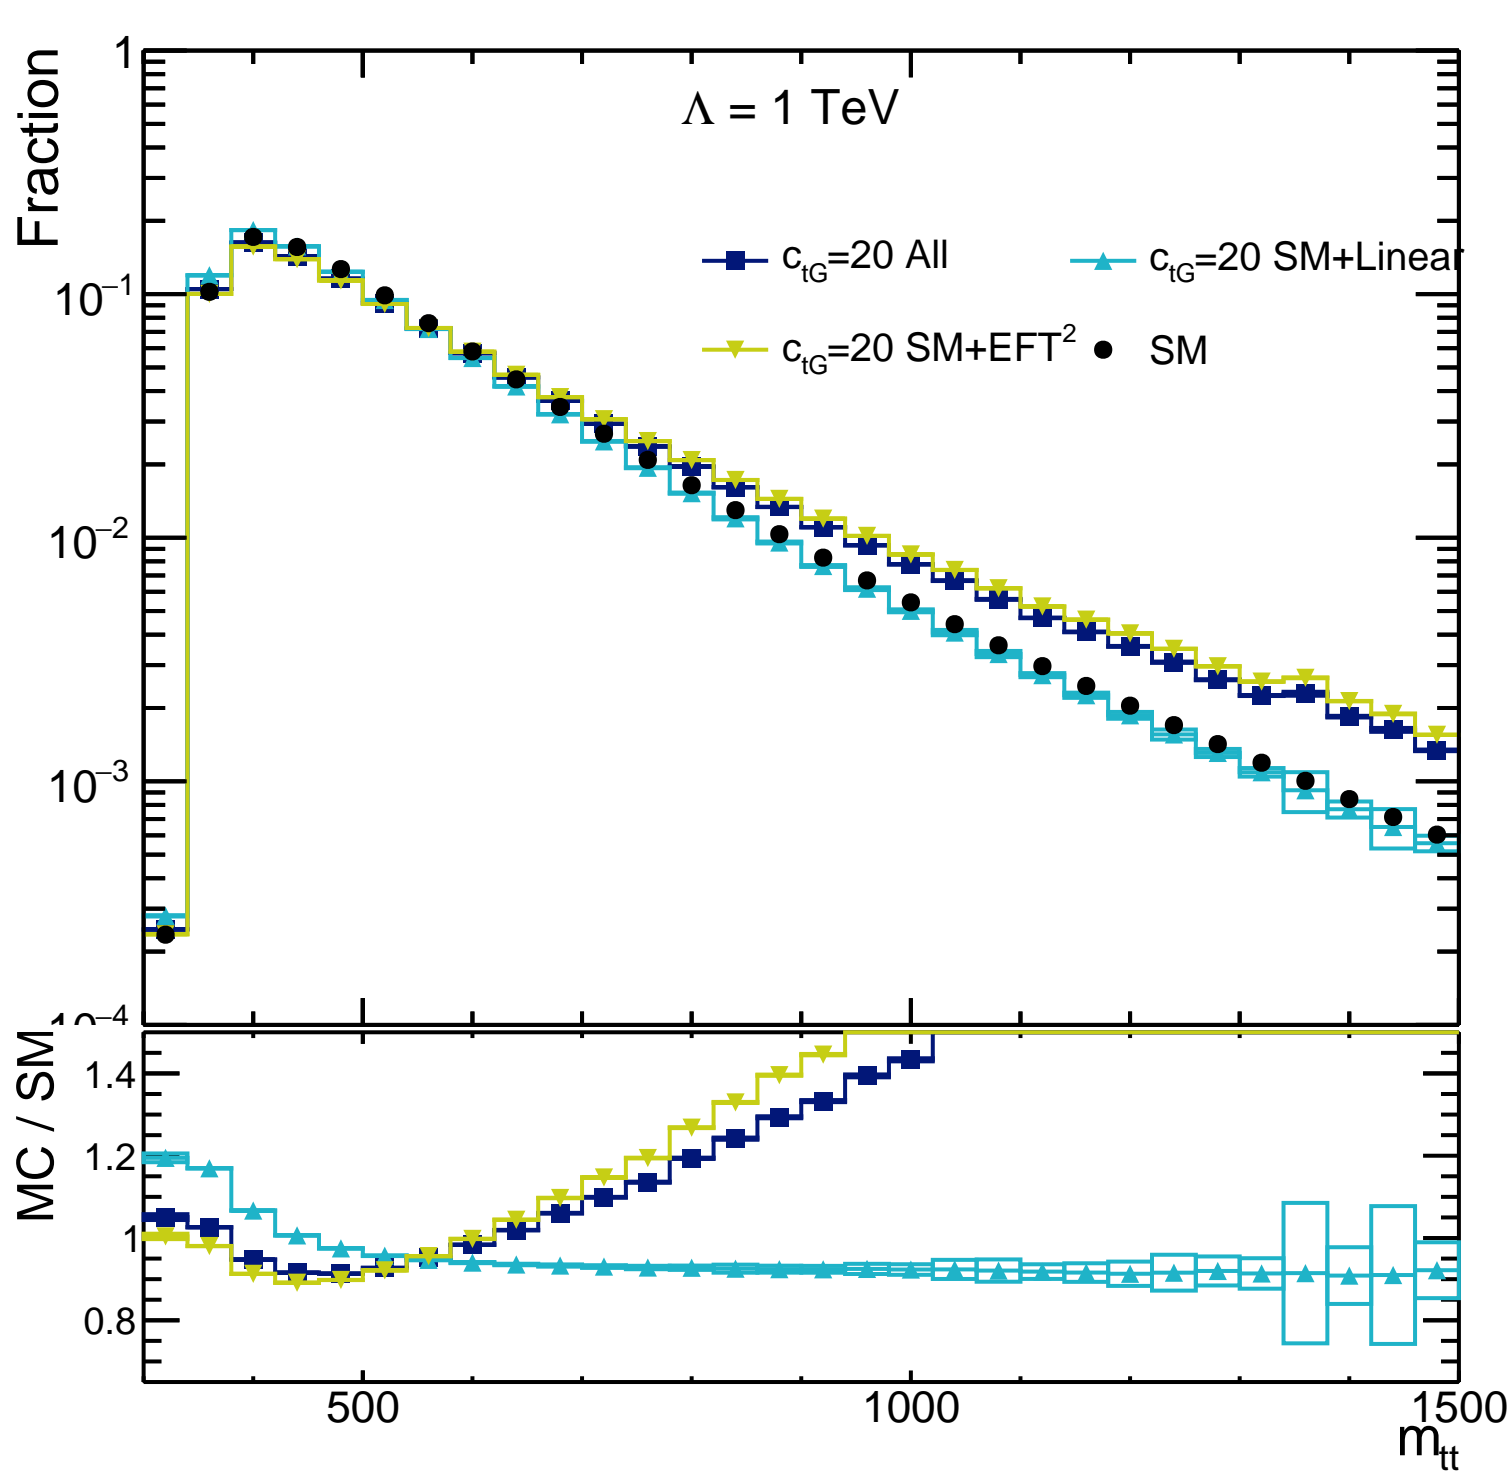 1
Fraction
Λ = 1 TeV
c_tG=20 All
c_tG=20 SM+Linear
c_tG=20 SM+EFT²
SM
10⁻¹
10⁻²
10⁻³
10⁻⁴
MC / SM
1.4
1.2
1
0.8
500
1000
1500
m_tt